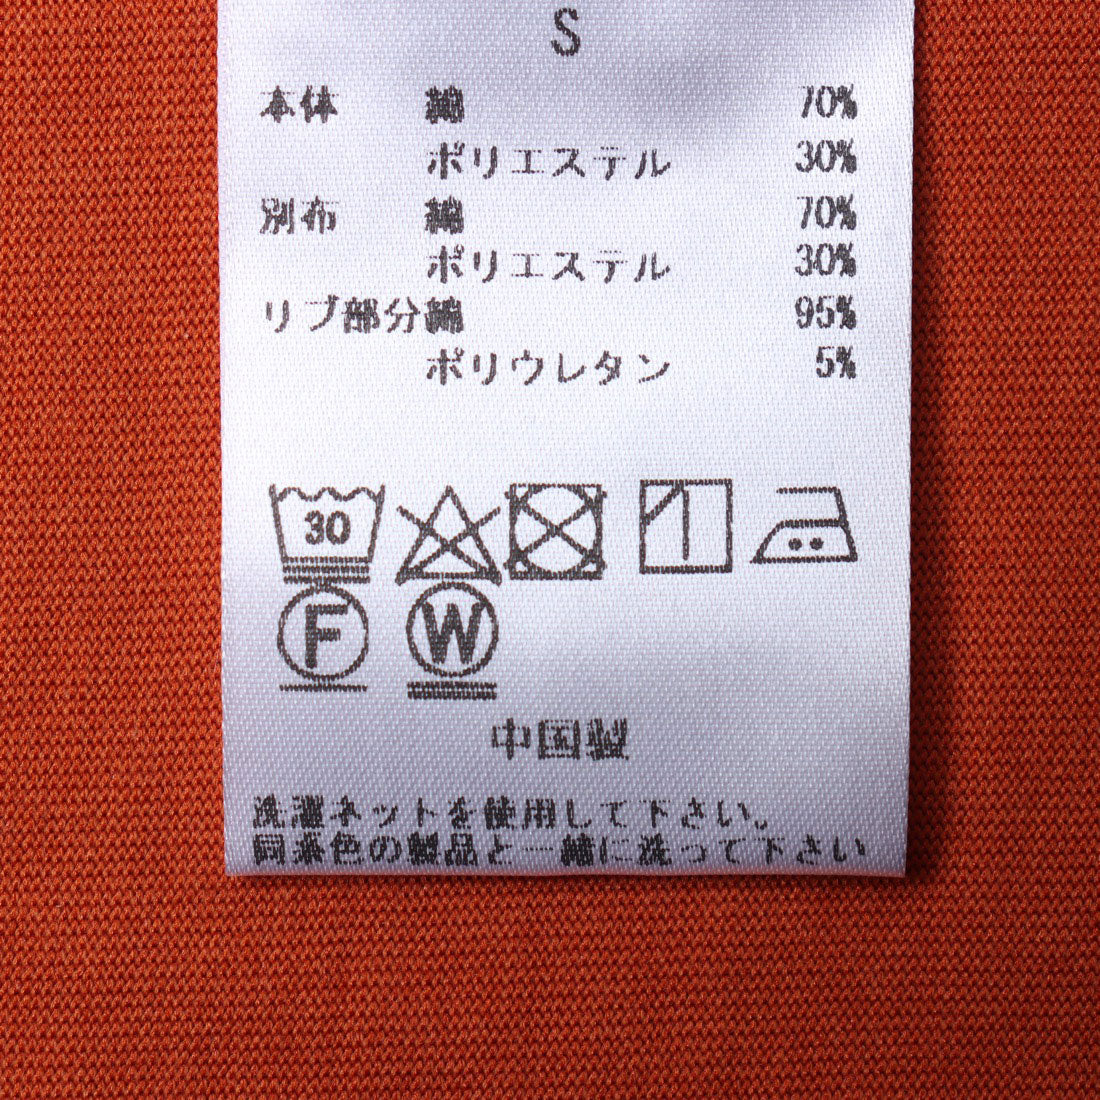 S
本体 綿 70%
ポリエステル 30%
別布 綿 70%
ポリエステル 30%
リブ部分 綿 95%
ポリウレタン 5%
30
F W
中国製
洗濯ネットを使用して下さい。
同系色の製品と一緒に洗って下さい